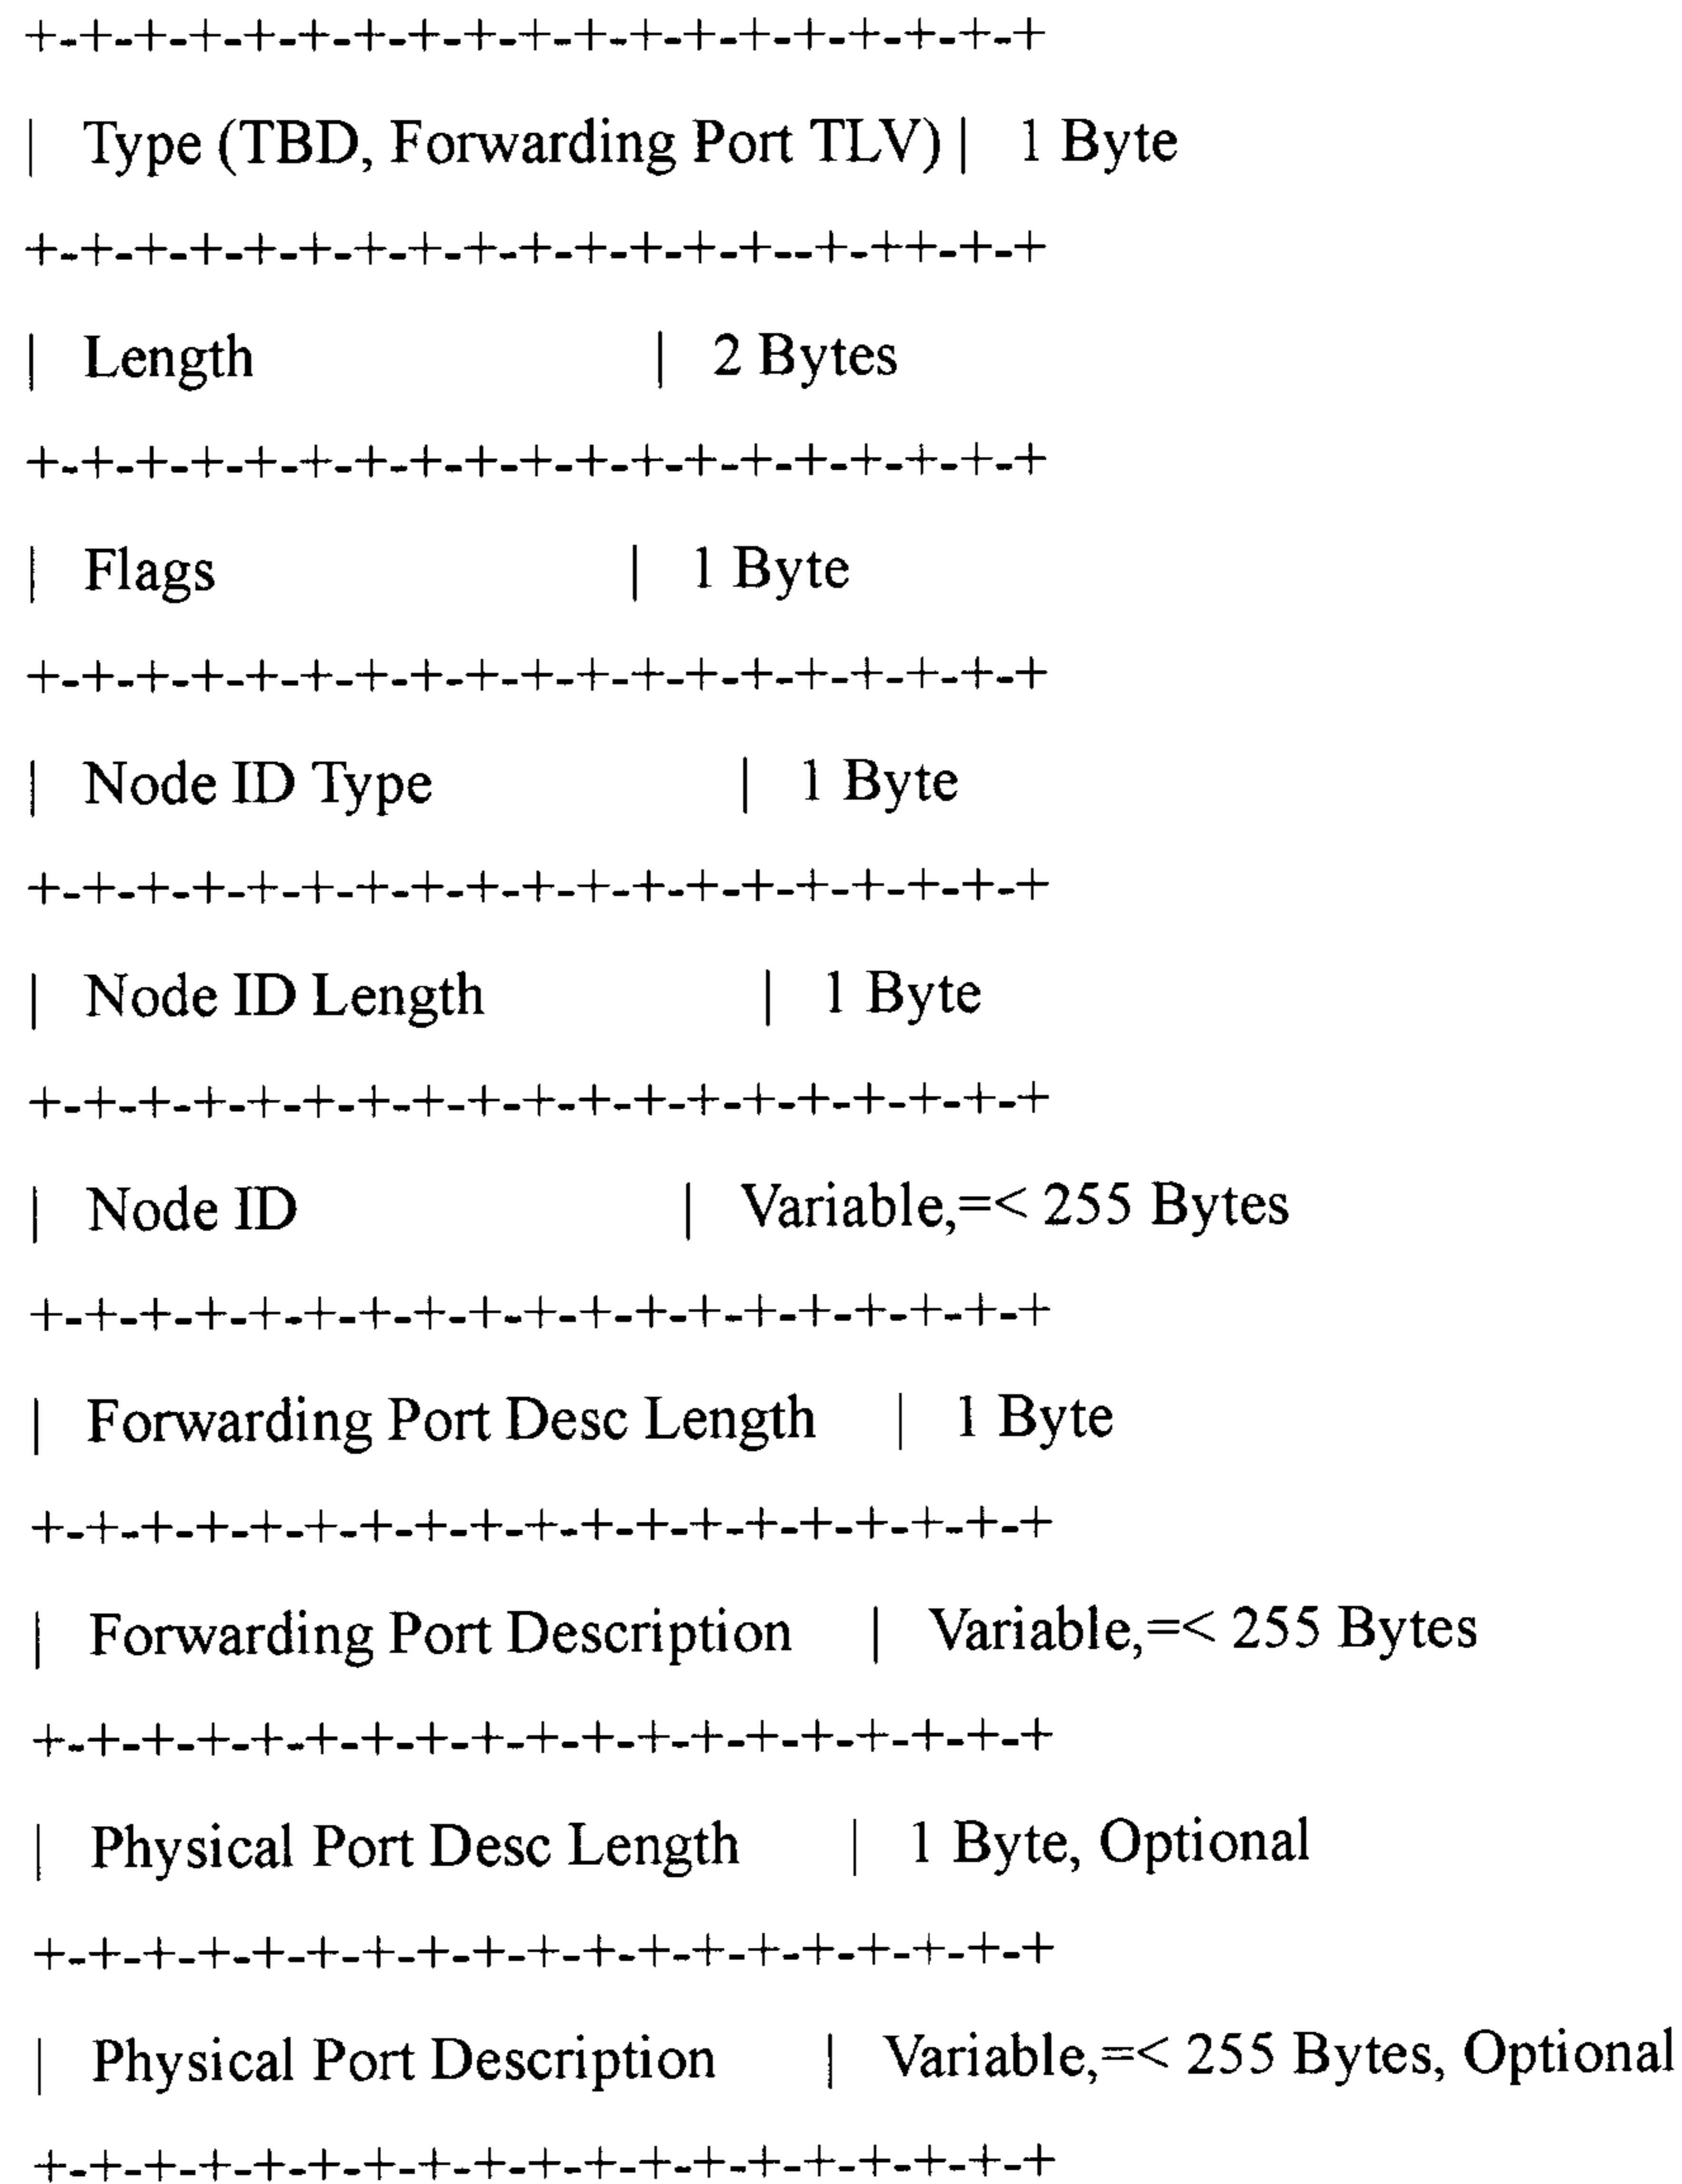 +-+-+-+-+-+-+-+-+-+-+-+-+-+-+-+-+-+-+
| Type (TBD, Forwarding Port TLV) | 1 Byte
+-+-+-+-+-+-+-+-+-+-+-+-+-+--+-++-+-+
| Length | 2 Bytes
+-+-+-+-+-+-+-+-+-+-+-+-+-+-+-+-+-+-+
| Flags | 1 Byte
+-+-+-+-+-+-+-+-+-+-+-+-+-+-+-+-+-+-+
| Node ID Type | 1 Byte
+-+-+-+-+-+-+-+-+-+-+-+-+-+-+-+-+-+-+
| Node ID Length | 1 Byte
+-+-+-+-+-+-+-+-+-+-+-+-+-+-+-+-+-+-+
| Node ID | Variable,=< 255 Bytes
+-+-+-+-+-+-+-+-+-+-+-+-+-+-+-+-+-+-+
| Forwarding Port Desc Length | 1 Byte
+-+-+-+-+-+-+-+-+-+-+-+-+-+-+-+-+-+-+
| Forwarding Port Description | Variable,=< 255 Bytes
+-+-+-+-+-+-+-+-+-+-+-+-+-+-+-+-+-+-+
| Physical Port Desc Length | 1 Byte, Optional
+-+-+-+-+-+-+-+-+-+-+-+-+-+-+-+-+-+-+
| Physical Port Description | Variable,=< 255 Bytes, Optional
+-+-+-+-+-+-+-+-+-+-+-+-+-+-+-+-+-+-+